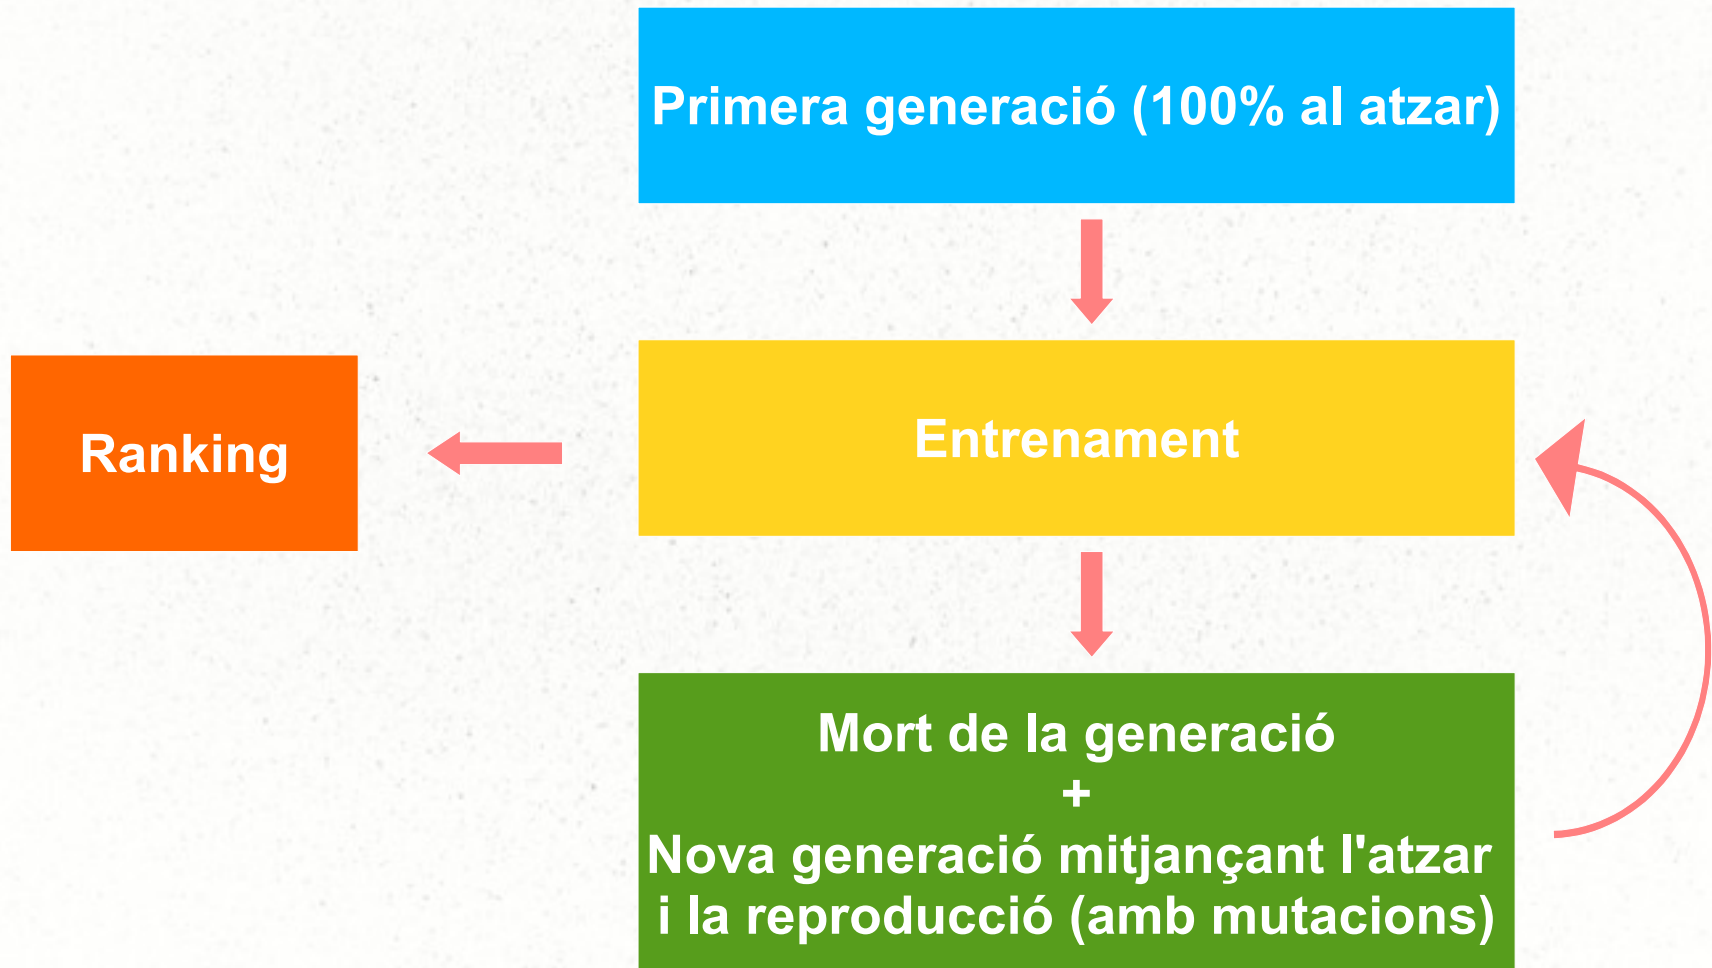 Primera generació (100% al atzar)
Ranking
Entrenament
Mort de la generació
+
Nova generació mitjançant l'atzar
i la reproducció (amb mutacions)